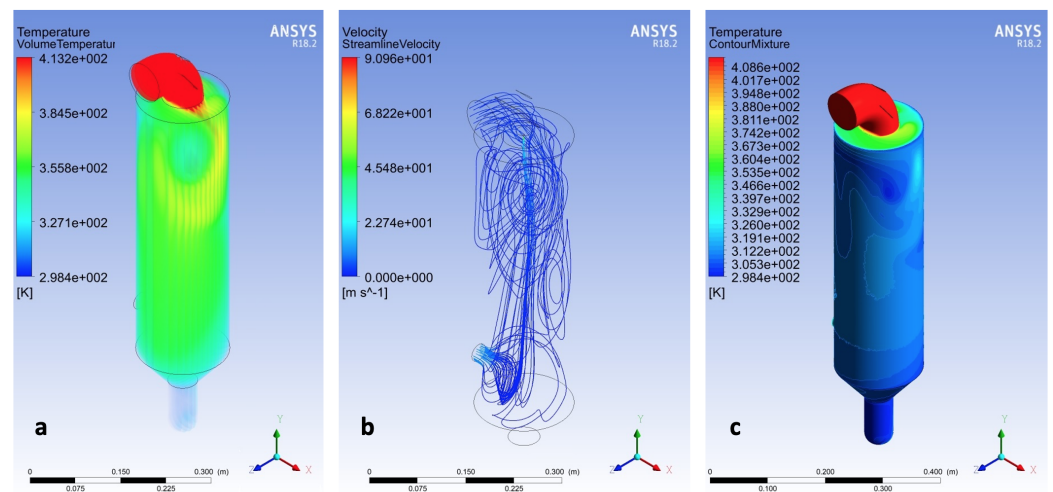 Temperature
VolumeTemperatur
ANSYS
R18.2
4.132e+002
3.845e+002
3.558e+002
3.271e+002
2.984e+002
[K]
a
Y
Z
X
0
0.150
0.300 (m)
0.075
0.225
Velocity
StreamlineVelocity
ANSYS
R18.2
9.096e+001
6.822e+001
4.548e+001
2.274e+001
0.000e+000
[m s^-1]
b
Y
Z
X
0
0.150
0.300 (m)
0.075
0.225
Temperature
ContourMixture
ANSYS
R18.2
4.086e+002
4.017e+002
3.948e+002
3.880e+002
3.811e+002
3.742e+002
3.673e+002
3.604e+002
3.535e+002
3.466e+002
3.397e+002
3.329e+002
3.260e+002
3.191e+002
3.122e+002
3.053e+002
2.984e+002
[K]
c
Y
Z
X
0
0.200
0.400 (m)
0.100
0.300